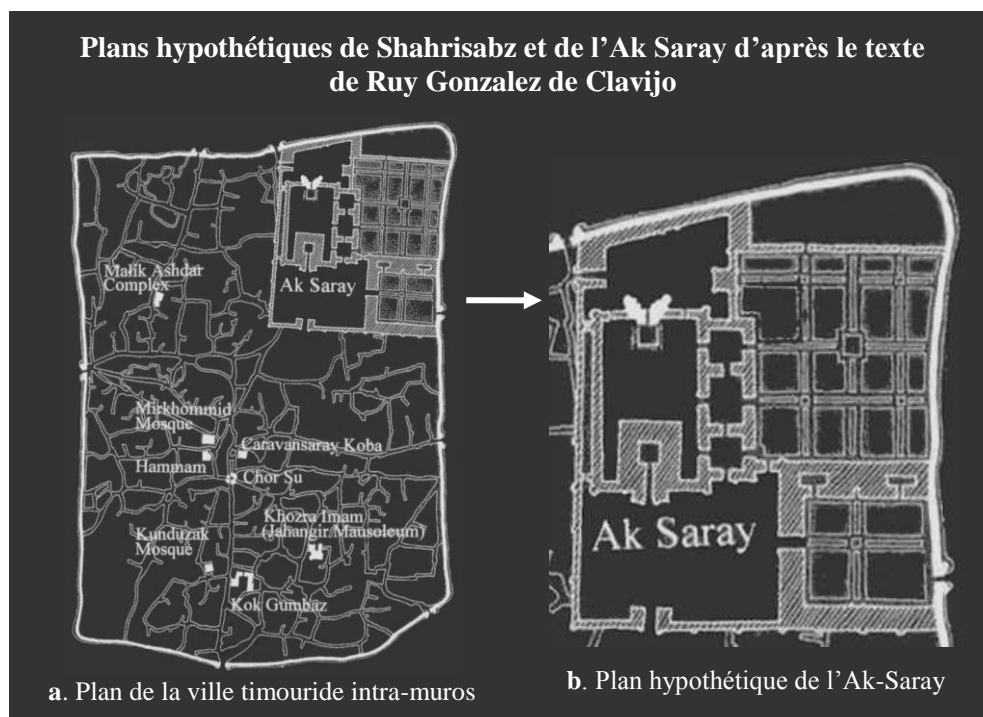 Plans hypothétiques de Shahrisabz et de l’Ak Saray d’après le texte
de Ruy Gonzalez de Clavijo
Malik Ashdar
Complex
Ak Saray
Mirkhommid
Mosque
Caravansaray Koba
Hammam
Chor Su
Khozra Imam
(Jahangir/Mausoleum)
Kunduzak
Mosque
Kok Gumbaz
a. Plan de la ville timouride intra-muros
Ak Saray
b. Plan hypothétique de l’Ak-Saray